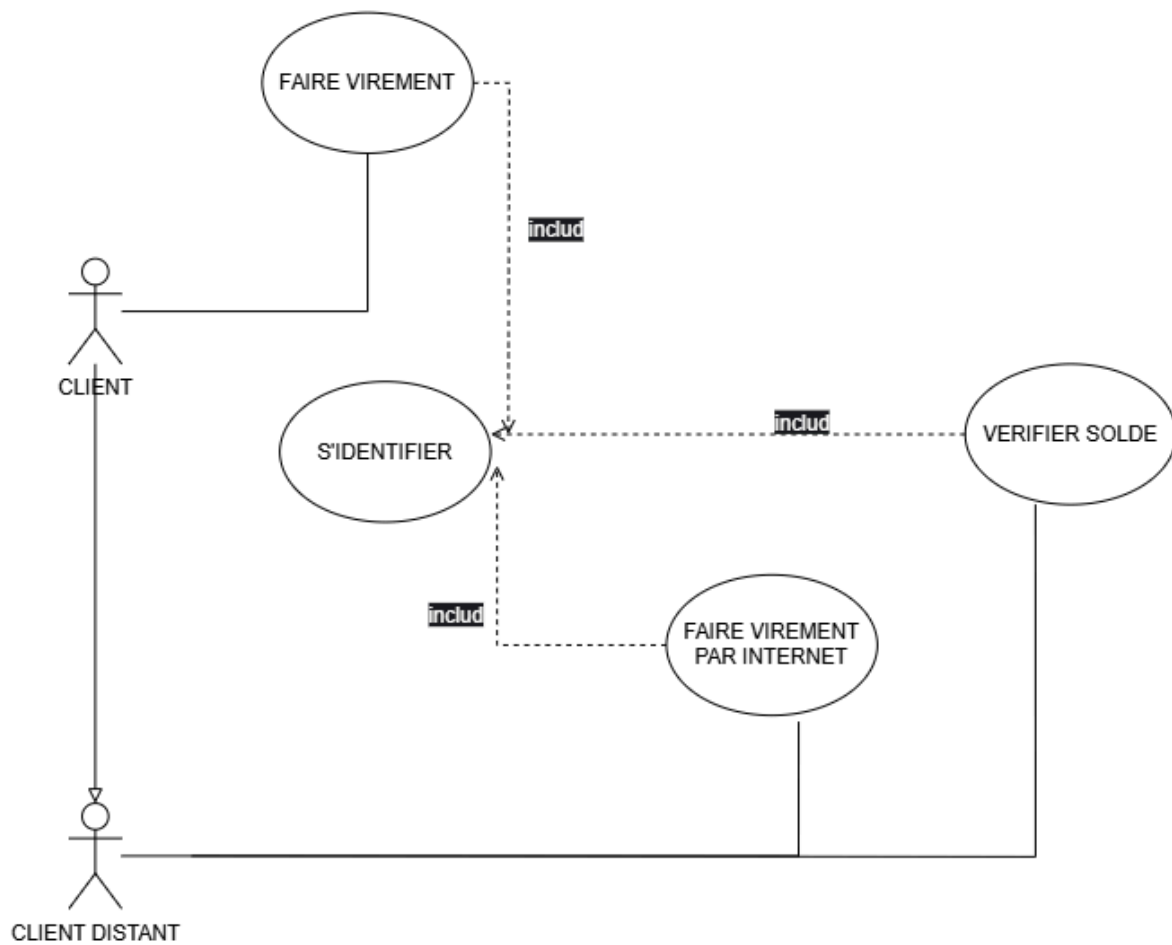 FAIRE VIREMENT
includ
CLIENT
includ
S"IDENTIFIER
VERIFIER SOLDE
includ
FAIRE VIREMENT
PAR INTERNET
CLIENT DISTANT